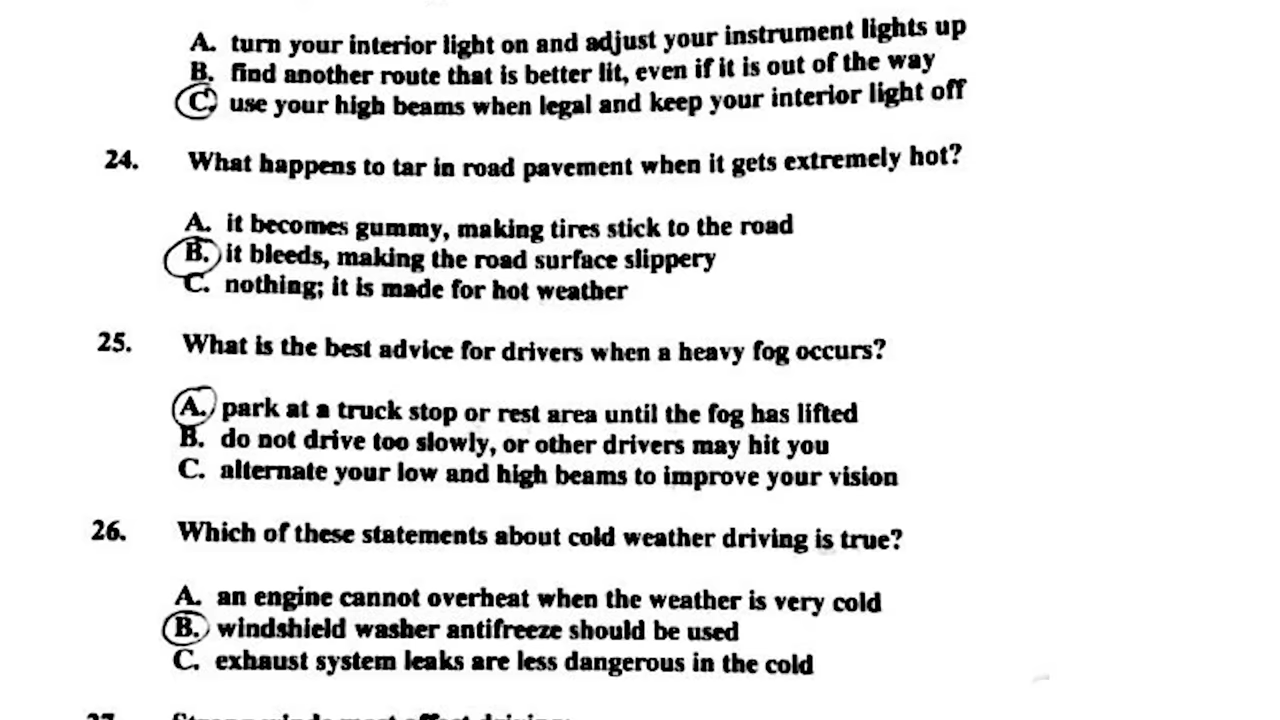 A. turn your interior light on and adjust your instrument lights up
B. find another route that is better lit, even if it is out of the way
C. use your high beams when legal and keep your interior light off
24. What happens to tar in road pavement when it gets extremely hot?
A. it becomes gummy, making tires stick to the road
B. it bleeds, making the road surface slippery
C. nothing; it is made for hot weather
25. What is the best advice for drivers when a heavy fog occurs?
A. park at a truck stop or rest area until the fog has lifted
B. do not drive too slowly, or other drivers may hit you
C. alternate your low and high beams to improve your vision
26. Which of these statements about cold weather driving is true?
A. an engine cannot overheat when the weather is very cold
B. windshield washer antifreeze should be used
C. exhaust system leaks are less dangerous in the cold